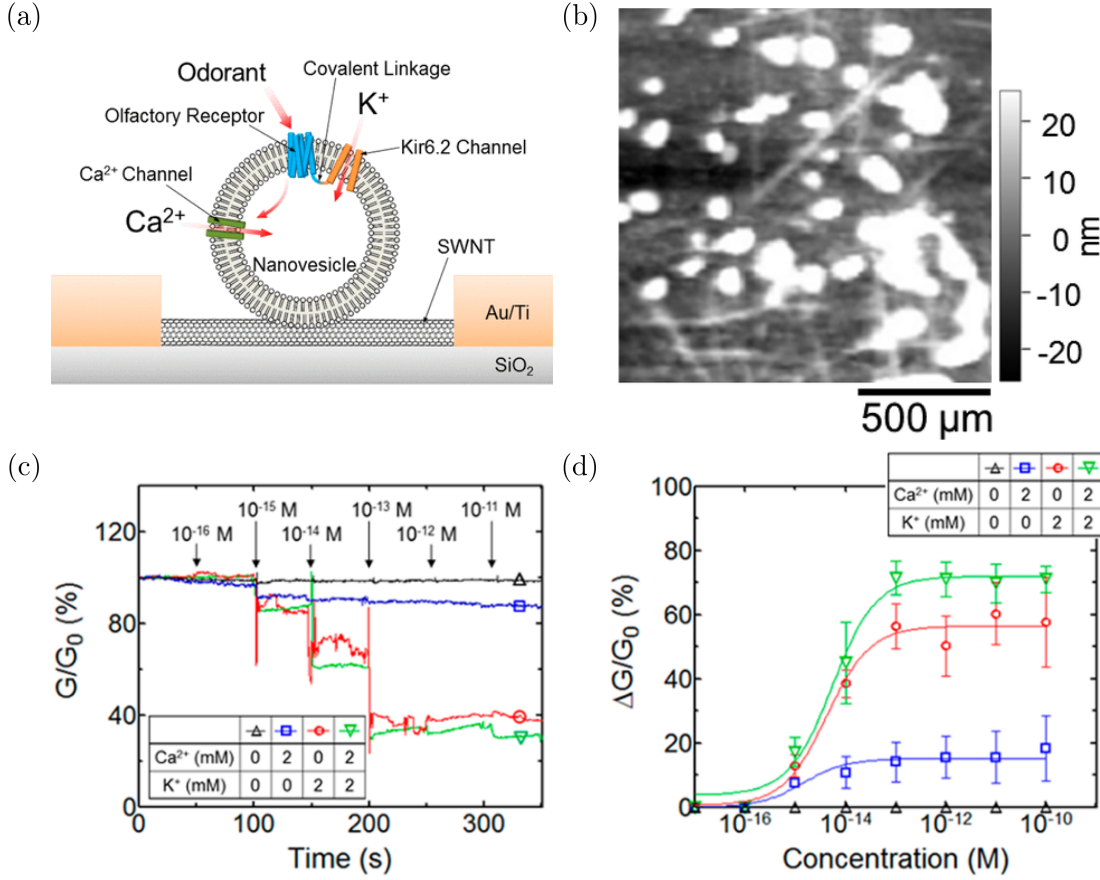 (a)
Odorant
Covalent Linkage
K⁺
Olfactory Receptor
Kir6.2 Channel
Ca²⁺ Channel
Ca²⁺
SWNT
Nanovesicle
Au/Ti
SiO₂
(b)
20
10
0
-10
-20
nm
500 μm
(c)
G/G₀ (%)
120
80
40
0
10⁻¹⁵ M 10⁻¹³ M 10⁻¹¹ M
10⁻¹⁶ M 10⁻¹⁴ M 10⁻¹² M
Ca²⁺ (mM) 0 2 0 2
K⁺ (mM) 0 0 2 2
0 100 200 300
Time (s)
(d)
Ca²⁺ (mM) 0 2 0 2
K⁺ (mM) 0 0 2 2
ΔG/G₀ (%)
100
80
60
40
20
0
10⁻¹⁶ 10⁻¹⁴ 10⁻¹² 10⁻¹⁰
Concentration (M)